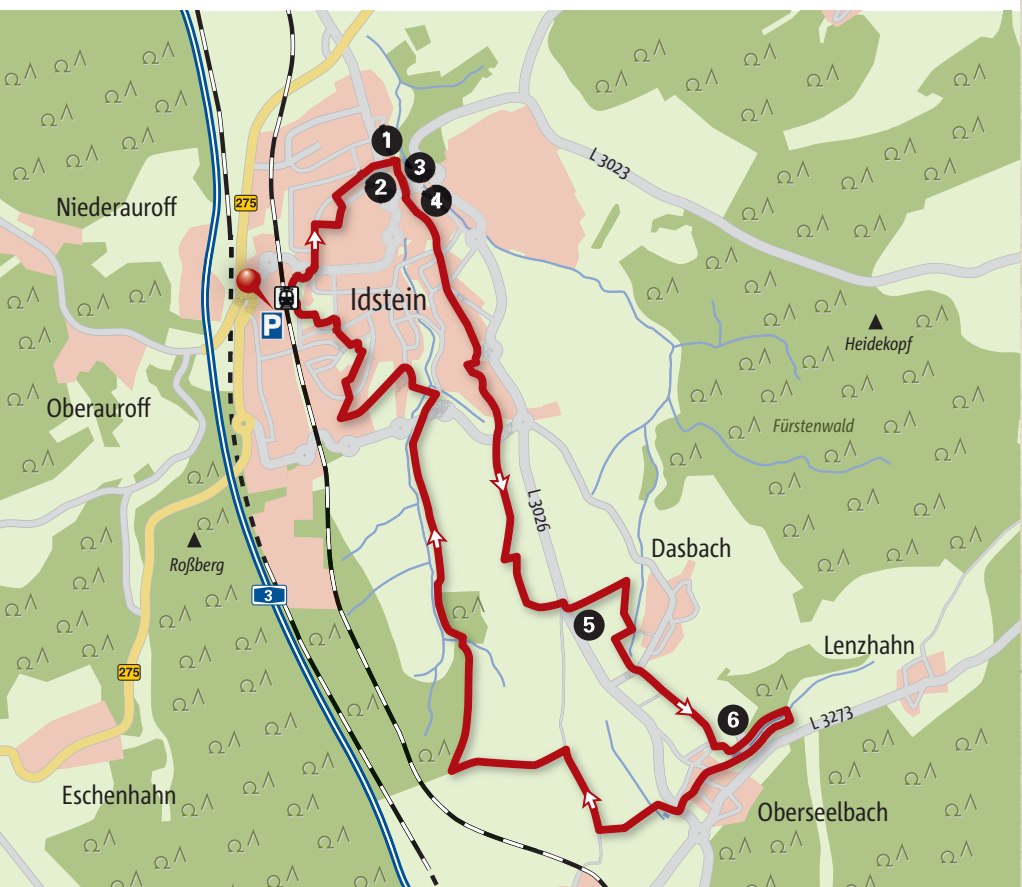 L 3023
1
3
2
4
Niederauroff
275
Idstein
P
Heidekopf
Oberauroff
Fürstenwald
L 3026
Roßberg
Dasbach
3
5
Lenzhahn
275
6
L 3273
Eschenhahn
Oberseelbach